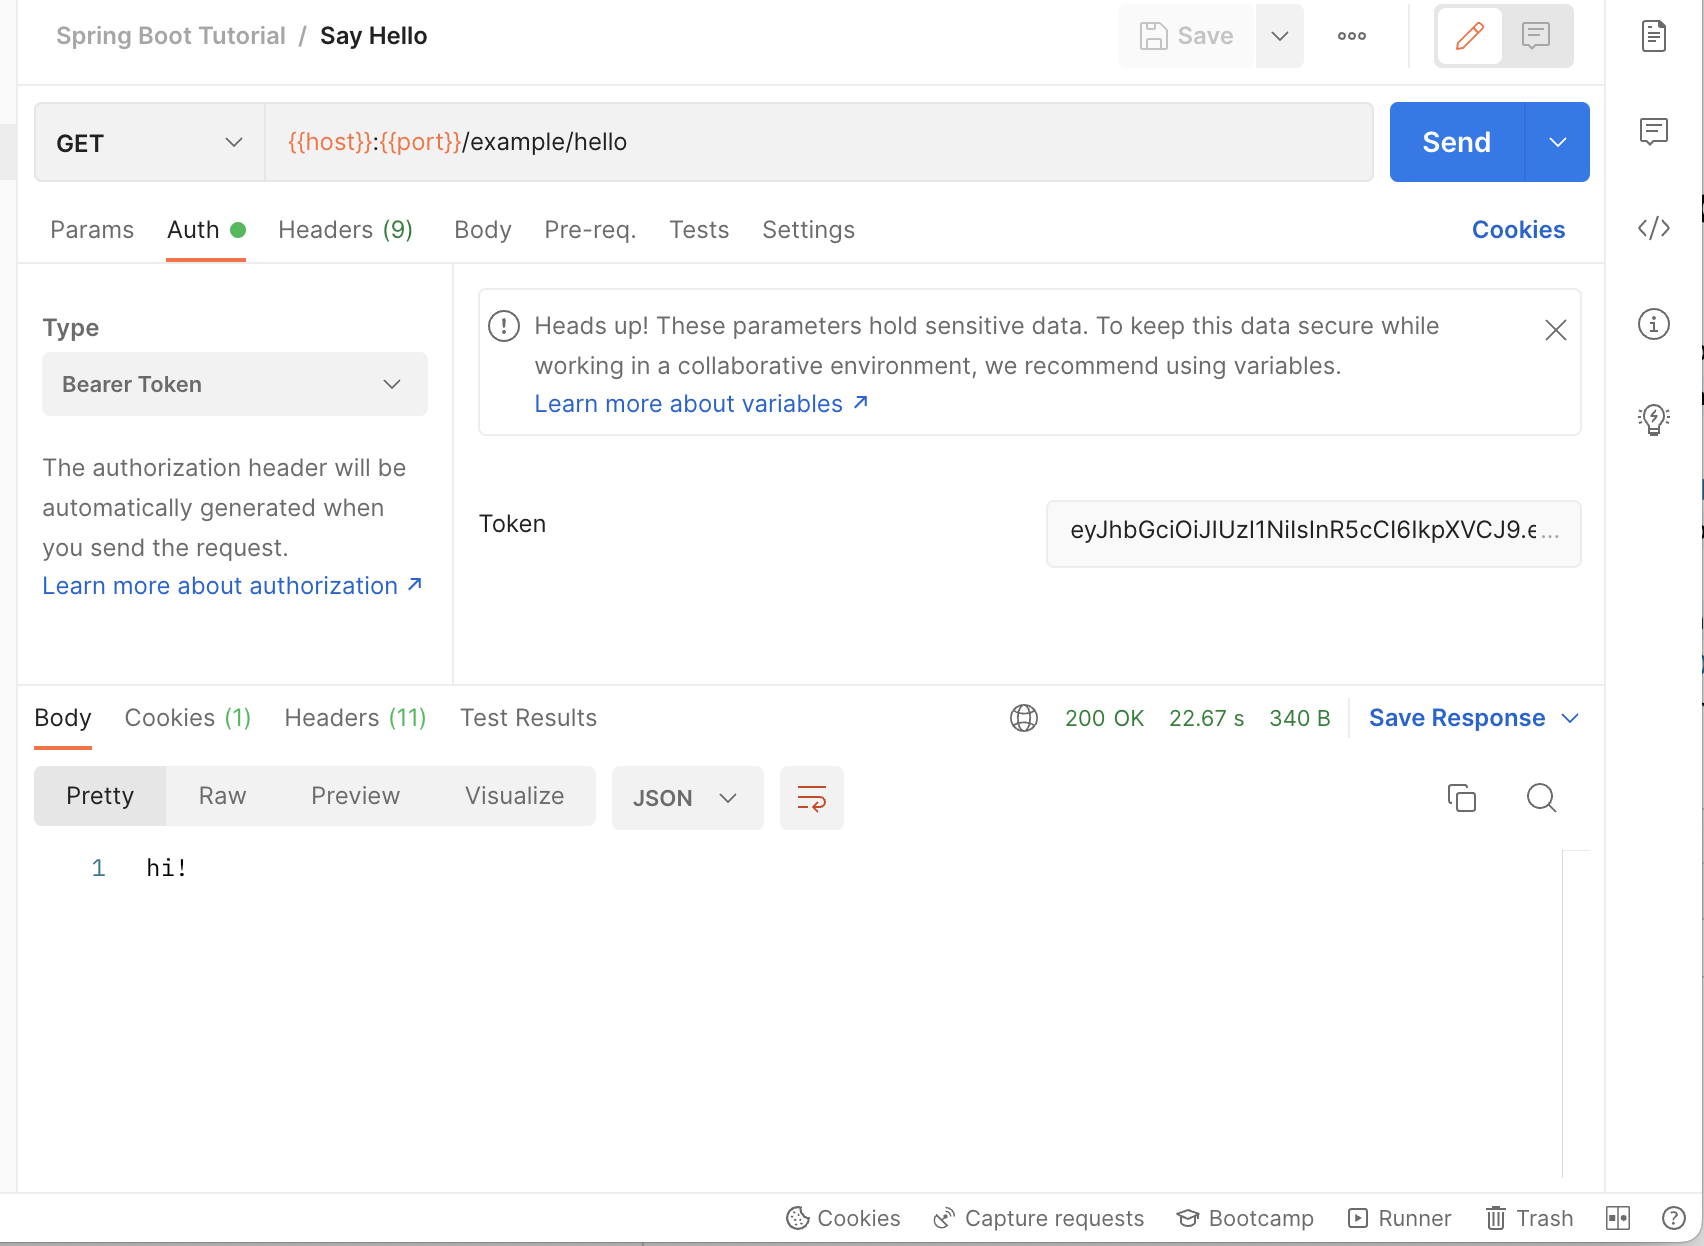 Spring Boot Tutorial / Say Hello
Save
GET
{{host}}:{{port}}/example/hello
Send
Params Auth Headers (9) Body Pre-req. Tests Settings
Cookies
Type
Bearer Token
The authorization header will be
automatically generated when
you send the request.
Learn more about authorization ↗
Heads up! These parameters hold sensitive data. To keep this data secure while
working in a collaborative environment, we recommend using variables.
Learn more about variables ↗
Token
eyJhbGciOiJIUzI1NiIsInR5cCI6IkpXVCJ9.e...
Body Cookies (1) Headers (11) Test Results
200 OK 22.67 s 340 B Save Response
Pretty Raw Preview Visualize JSON
1 hi!
Cookies Capture requests Bootcamp Runner Trash